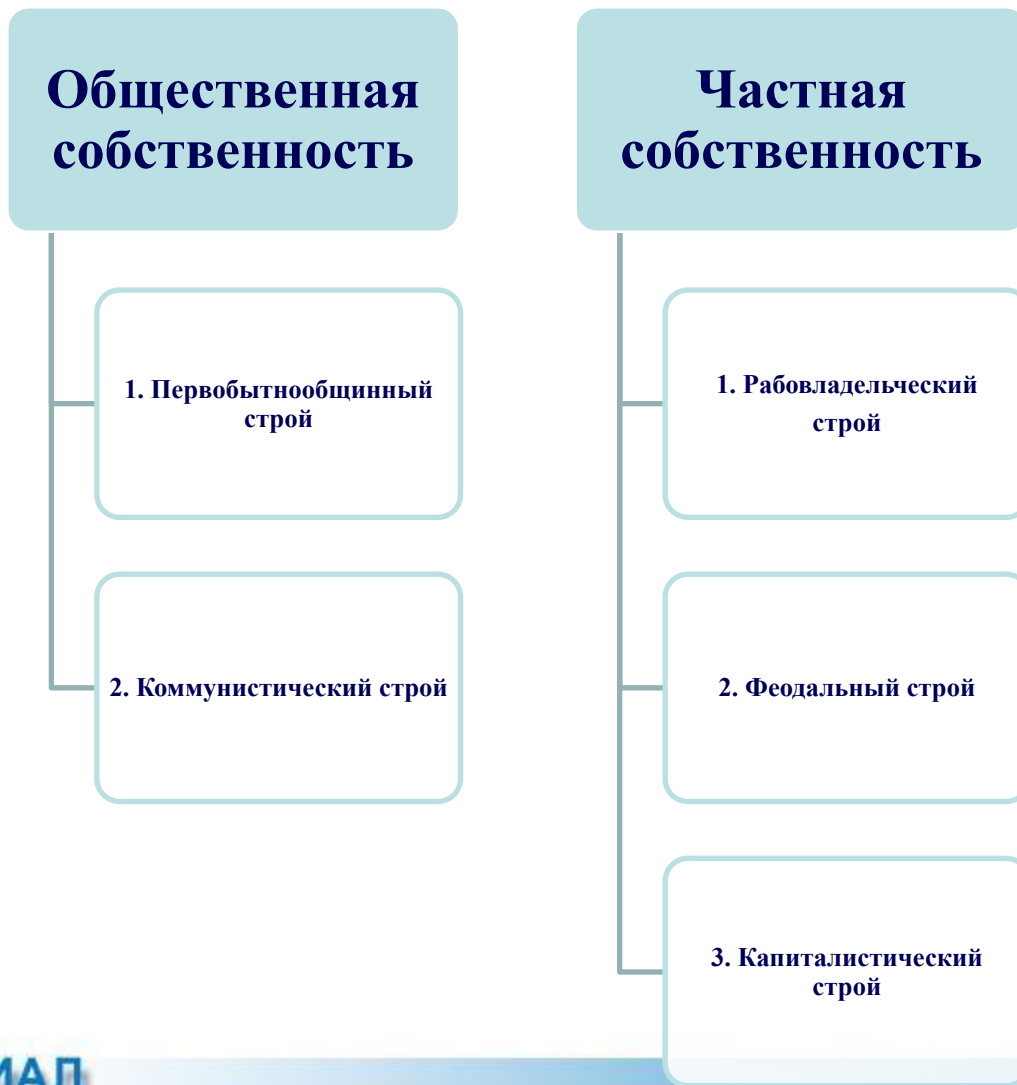 Общественная
собственность
1. Первобытнообщинный
строй
2. Коммунистический строй
Частная
собственность
1. Рабовладельческий
строй
2. Феодальный строй
3. Капиталистический
строй